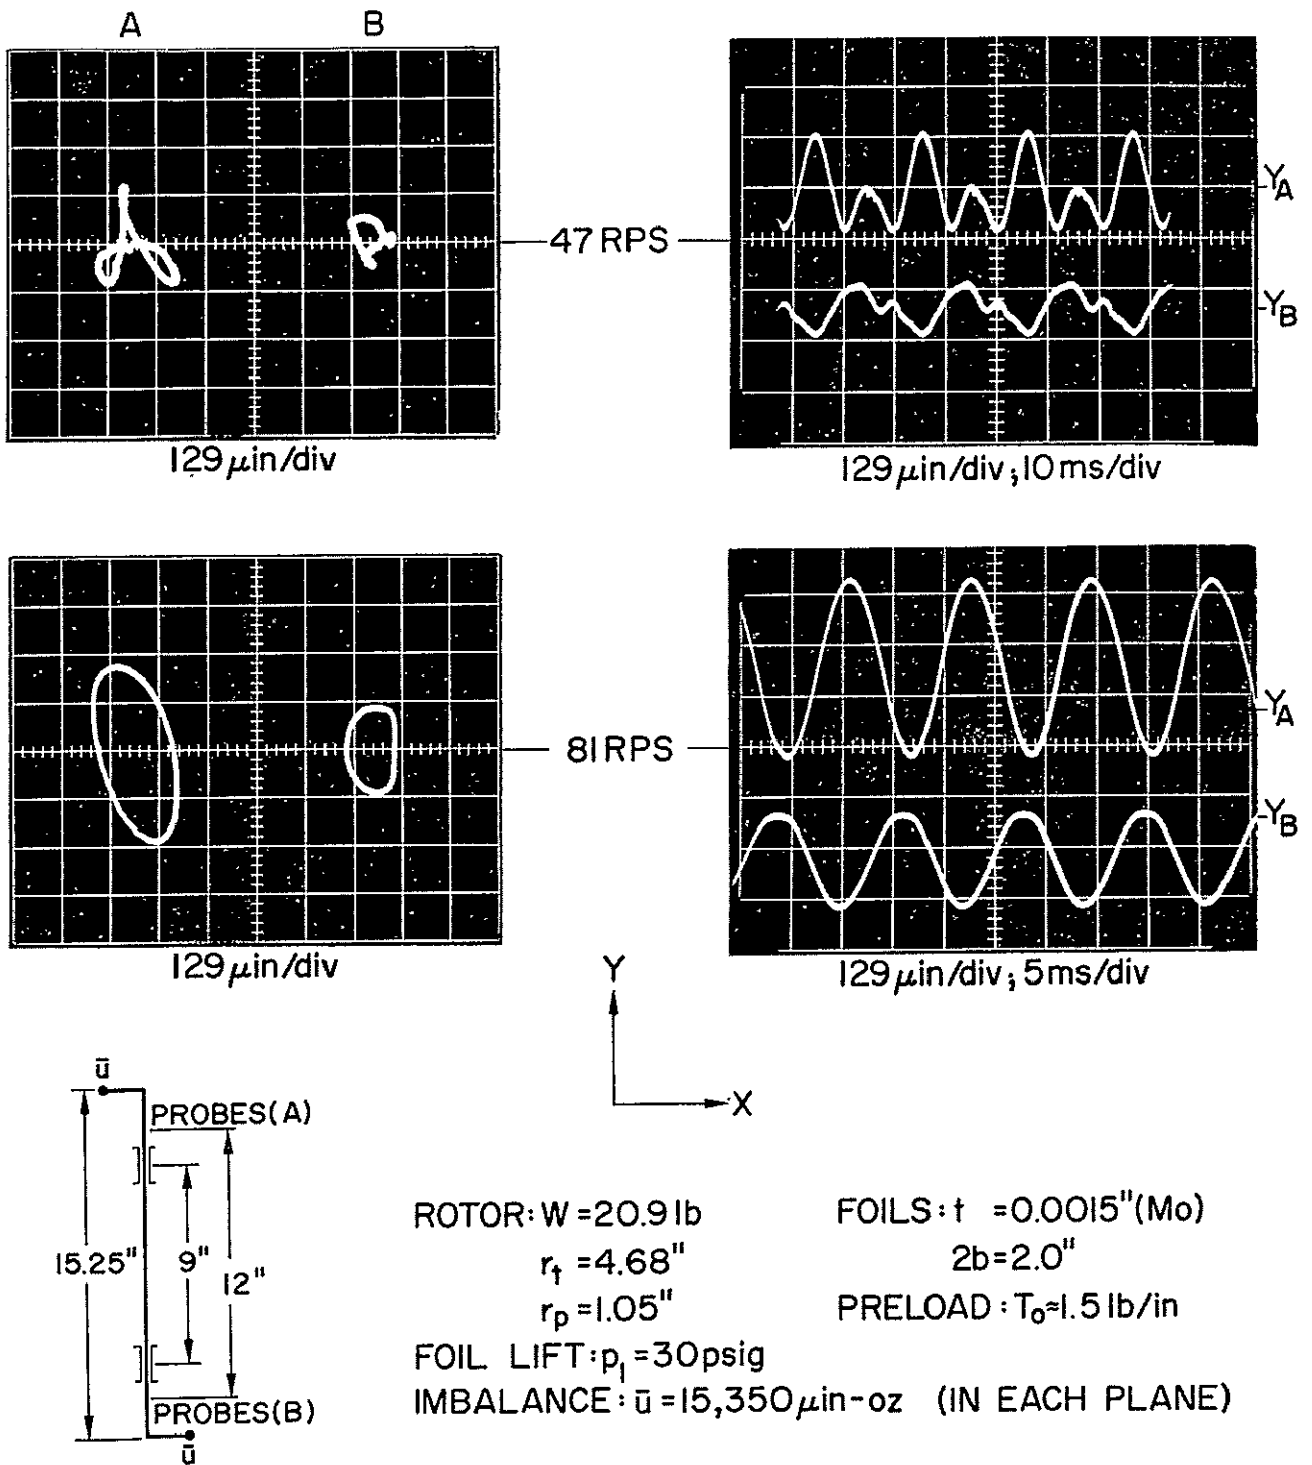 A B
47 RPS
Y_A
Y_B
129 μin/div
129 μin/div; 10 ms/div
81 RPS
Y_A
Y_B
129 μin/div
129 μin/div; 5 ms/div
Y
X
ū
PROBES(A)
15.25"
9"
12"
PROBES(B)
ū
ROTOR: W = 20.9 lb
r_t = 4.68"
r_p = 1.05"
FOILS: t = 0.0015" (Mo)
2b = 2.0"
PRELOAD: T_o ≈ 1.5 lb/in
FOIL LIFT: p_1 = 30 psig
IMBALANCE: ū = 15,350 μin-oz (IN EACH PLANE)